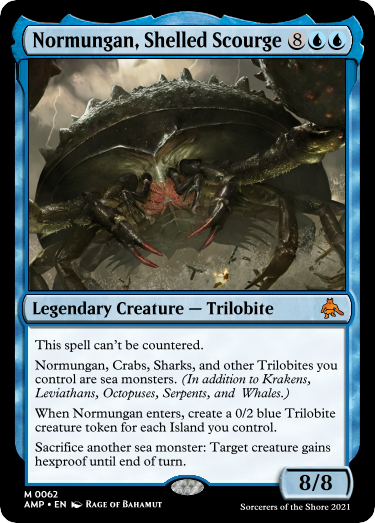 Normungan, Shelled Scourge 8
Legendary Creature — Trilobite
This spell can't be countered.
Normungan, Crabs, Sharks, and other Trilobites you
control are sea monsters. (In addition to Krakens,
Leviathans, Octopuses, Serpents, and Whales.)
When Normungan enters, create a 0/2 blue Trilobite
creature token for each Island you control.
Sacrifice another sea monster: Target creature gains
hexproof until end of turn.
8/8
M 0062
AMP • EN Rage of Bahamut
Sorcerers of the Shore 2021